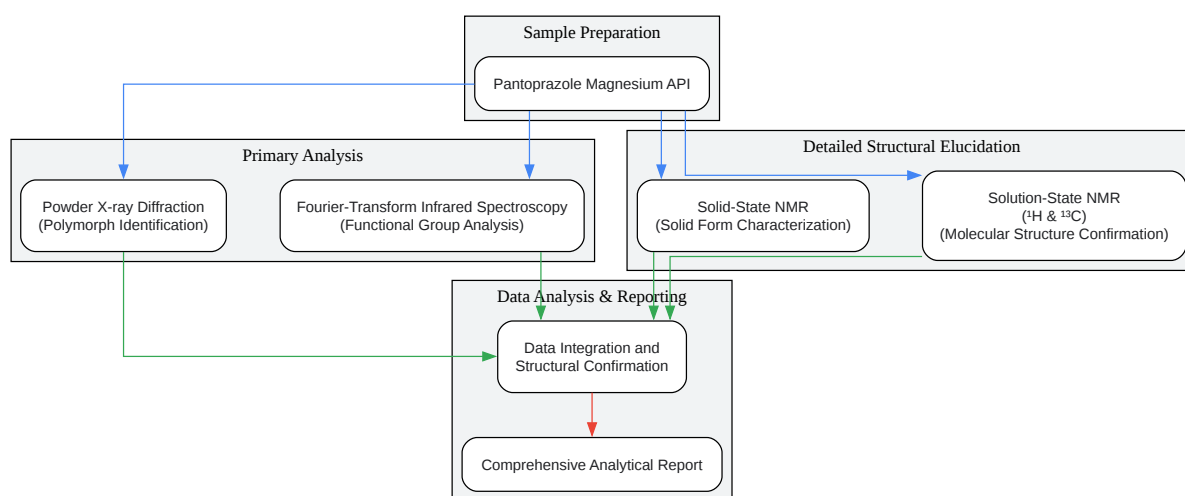 Sample Preparation
Pantoprazole Magnesium API
Primary Analysis
Powder X-ray Diffraction
(Polymorph Identification)
Fourier-Transform Infrared Spectroscopy
(Functional Group Analysis)
Detailed Structural Elucidation
Solid-State NMR
(Solid Form Characterization)
Solution-State NMR
(¹H & ¹³C)
(Molecular Structure Confirmation)
Data Analysis & Reporting
Data Integration and
Structural Confirmation
Comprehensive Analytical Report